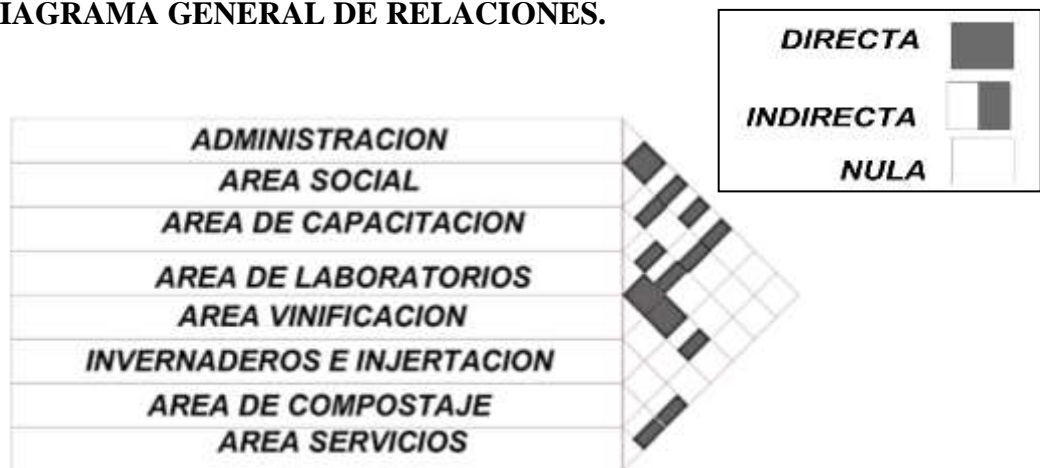 IAGRAMA GENERAL DE RELACIONES.
DIRECTA
INDIRECTA
NULA
ADMINISTRACION
AREA SOCIAL
AREA DE CAPACITACION
AREA DE LABORATORIOS
AREA VINIFICACION
INVERNADEROS E INJERTACION
AREA DE COMPOSTAJE
AREA SERVICIOS